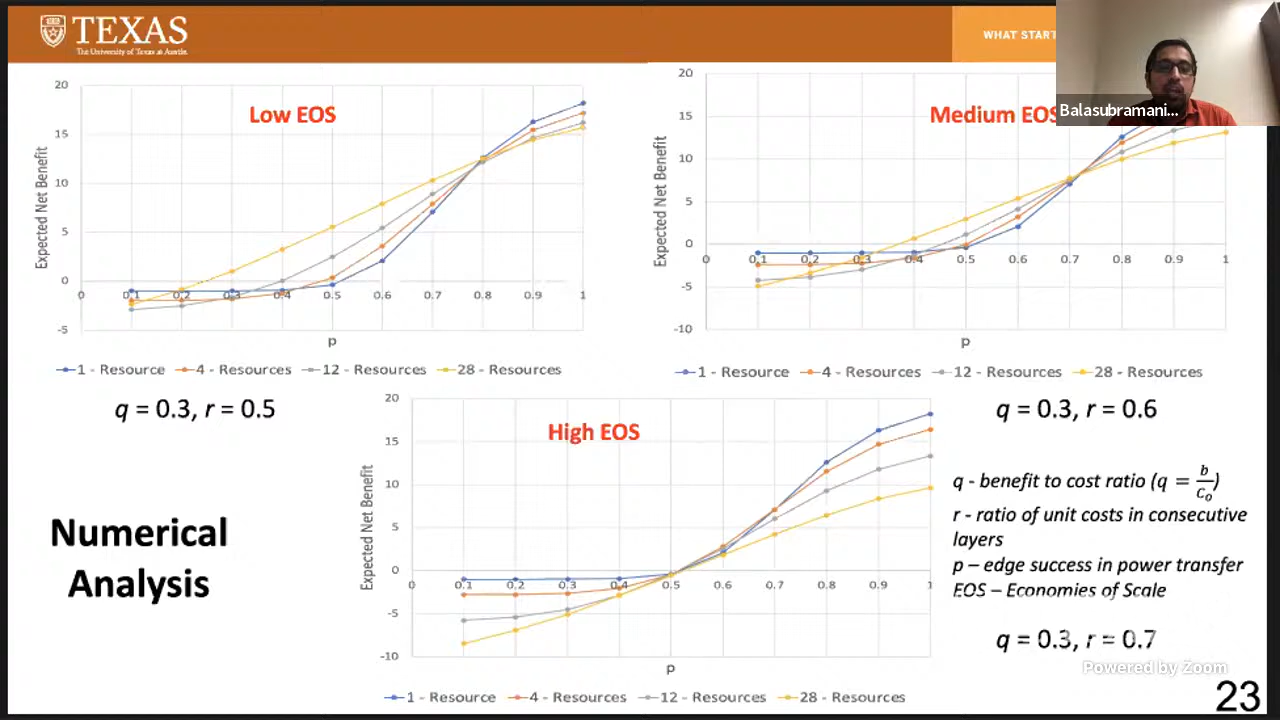 TEXAS
The University of Texas at Austin
WHAT START
Balasubramani...
Low EOS
Expected Net Benefit
20
15
10
5
0
-5
0 0.1 0.2 0.3 0.4 0.5 0.6 0.7 0.8 0.9 1
p
1 - Resource 4 - Resources 12 - Resources 28 - Resources
q = 0.3, r = 0.5
Medium EOS
Expected Net Benefit
20
15
10
5
0
-5
-10
0 0.1 0.2 0.3 0.4 0.5 0.6 0.7 0.8 0.9 1
p
1 - Resource 4 - Resources 12 - Resources 28 - Resources
q = 0.3, r = 0.6
High EOS
Expected Net Benefit
20
15
10
5
0
-5
-10
0 0.1 0.2 0.3 0.4 0.5 0.6 0.7 0.8 0.9 1
p
1 - Resource 4 - Resources 12 - Resources 28 - Resources
Numerical
Analysis
q - benefit to cost ratio (q = b/C₀)
r - ratio of unit costs in consecutive
layers
p – edge success in power transfer
EOS – Economies of Scale
q = 0.3, r = 0.7
Powered by Zoom
23